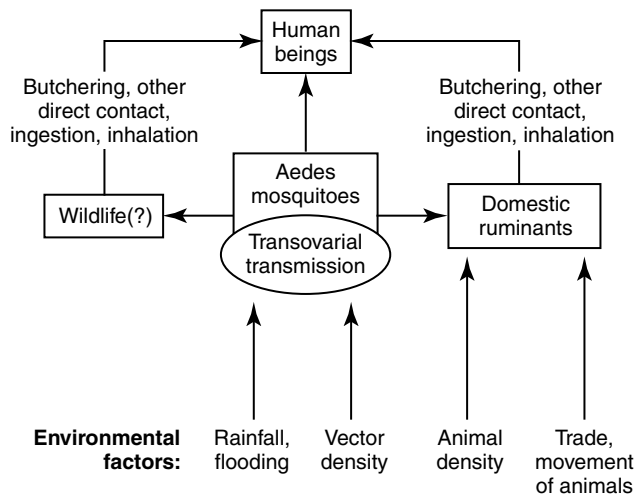 Human
beings
Butchering, other
direct contact,
ingestion, inhalation
Butchering, other
direct contact,
ingestion, inhalation
Aedes
mosquitoes
Wildlife(?)
Domestic
ruminants
Transovarial
transmission
Environmental
factors:
Rainfall,
flooding
Vector
density
Animal
density
Trade,
movement
of animals